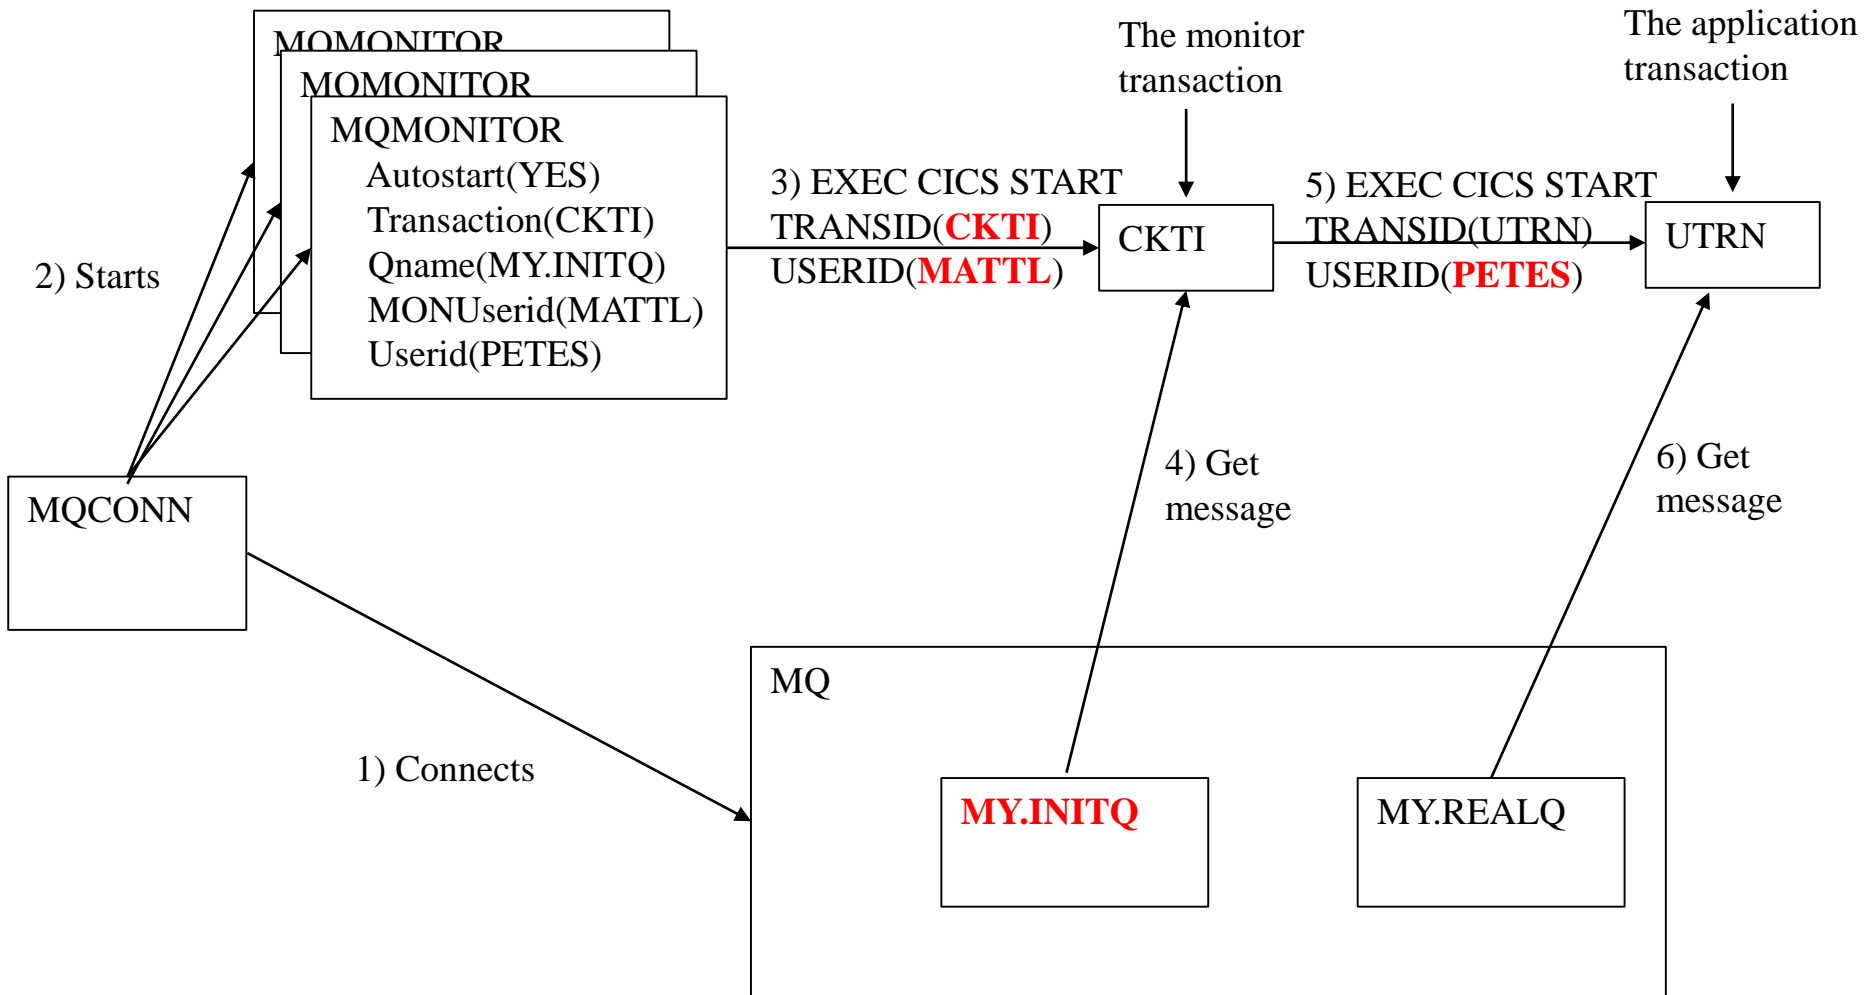 MQMONITOR
MQMONITOR
MQMONITOR
Autostart(YES)
Transaction(CKTI)
Qname(MY.INITQ)
MONUserid(MATTL)
Userid(PETES)
2) Starts
MQCONN
1) Connects
3) EXEC CICS START
TRANSID(CKTI)
USERID(MATTL)
The monitor
transaction
CKTI
5) EXEC CICS START
TRANSID(UTRN)
USERID(PETES)
The application
transaction
UTRN
4) Get
message
6) Get
message
MQ
MY.INITQ
MY.REALQ